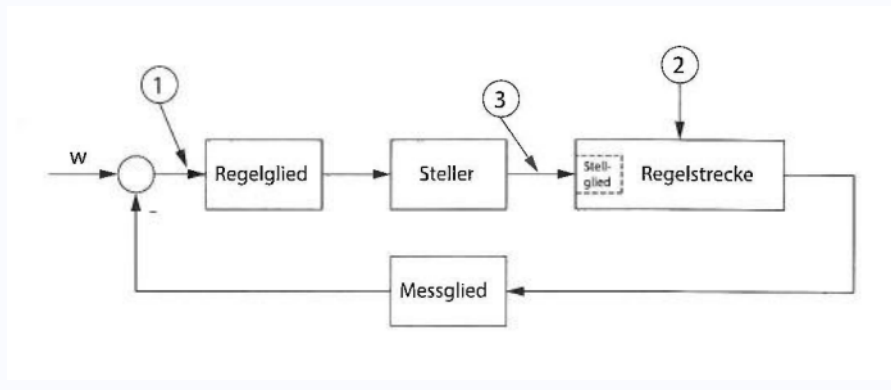 2
1
3
w
Regelglied
Steller
Stell-
glied
Regelstrecke
-
Messglied